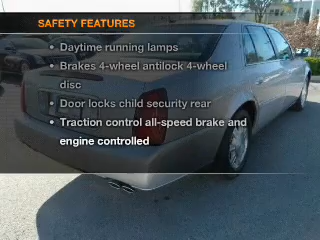 SAFETY FEATURES
• Daytime running lamps
• Brakes 4-wheel antilock 4-wheel
disc
• Door locks child security rear
• Traction control all-speed brake and
engine controlled